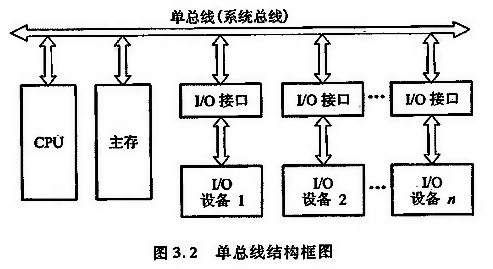 单总线(系统总线)
CPU
主存
I/O 接口
I/O 接口
···
I/O 接口
I/O
设备 1
I/O
设备 2
···
I/O
设备 n
图 3.2 单总线结构框图